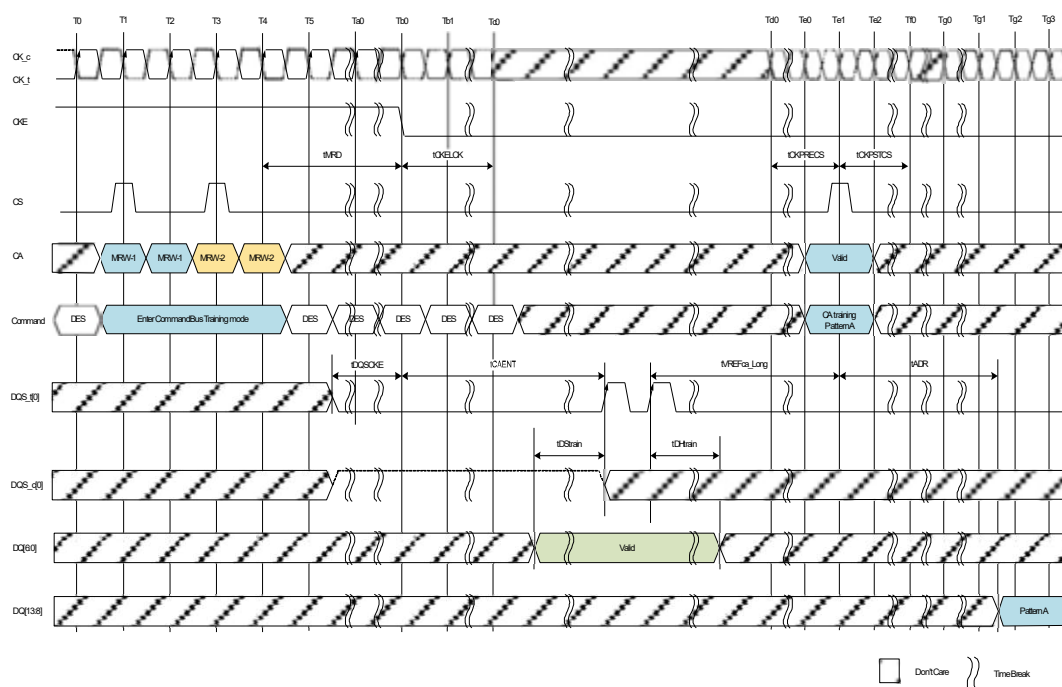 T0 T1 T2 T3 T4 T5 Ta0 Tb0 Tb1 Td0 Td0 Te0 Te1 Te2 Tf0 Tg0 Tg1 Tg2 Tg3
CK_c
CK_t
CKE
tMRD tCKELCK tCKPRECS tCKPSTCS
CS
CA MRW-1 MRW-1 MRW-2 MRW-2 Valid
Command DES Enter Command Bus Training mode DES DES DES DES DES CA training
Pattern A
tDQSCKE tCAENT tVREFca_Long tADR
DQS_t[0]
tDStrain tDHtrain
DQS_c[0]
DQ[6:0] Valid
DQ[13:8] Pattern A
Don't Care Time Break